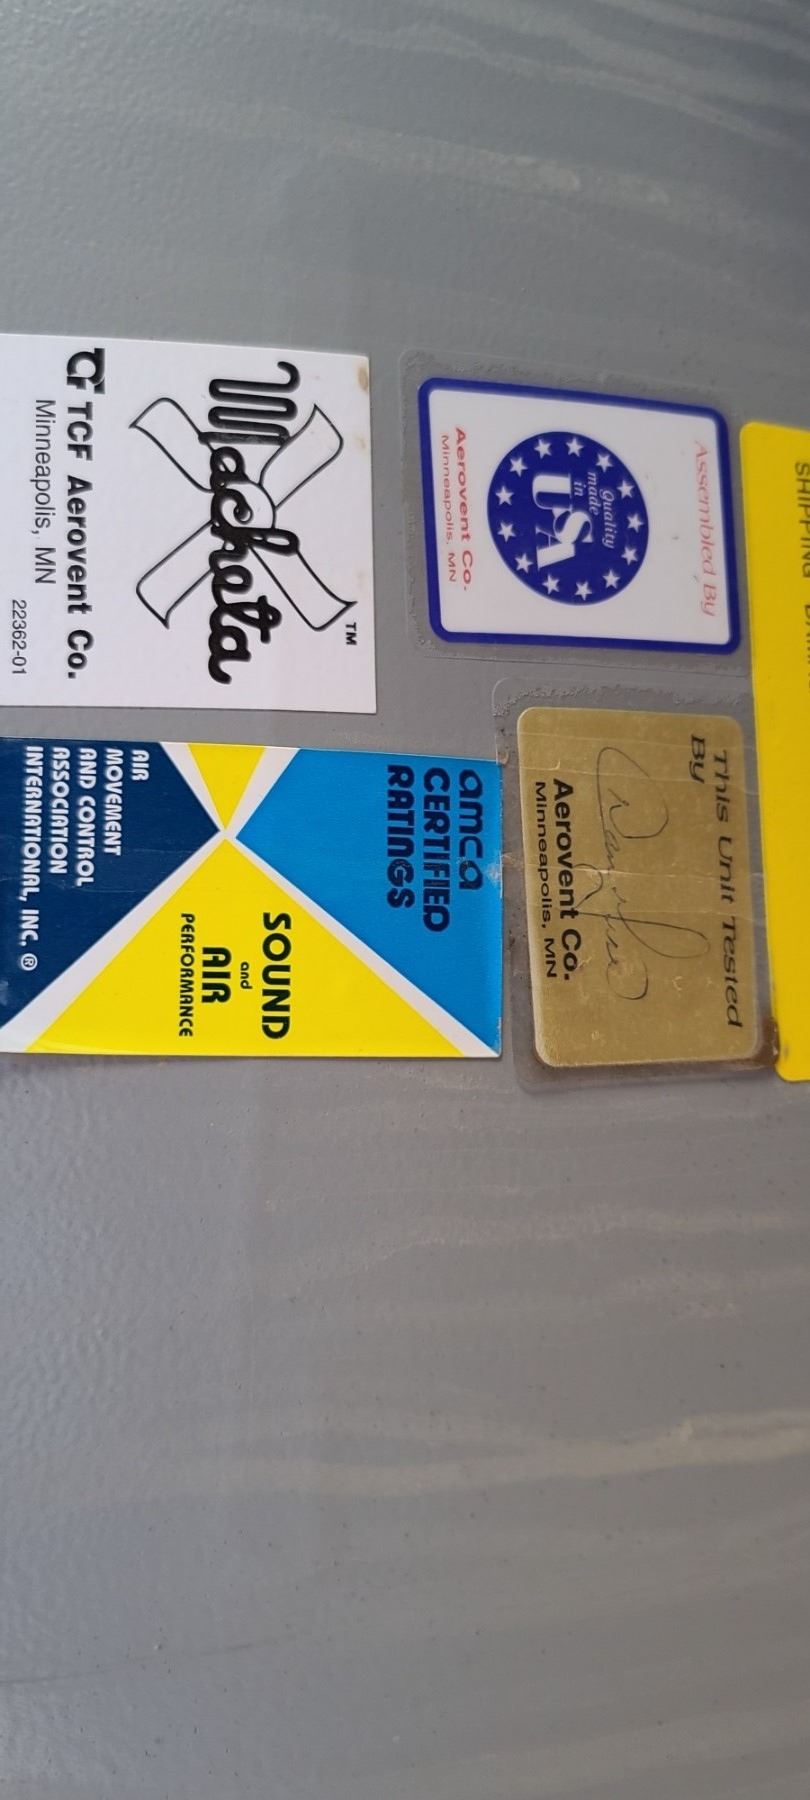 SHIPPING
Assembled By
Quality
made
in
USA
Aerovent Co.
Minneapolis, MN
This Unit Tested
By
Aerovent Co.
Minneapolis, MN
Macheta™
TCF Aerovent Co.
Minneapolis, MN
22362-01
amca
CERTIFIED
RATINGS
SOUND
and
AIR
PERFORMANCE
AIR
MOVEMENT
AND CONTROL
ASSOCIATION
INTERNATIONAL, INC. ®